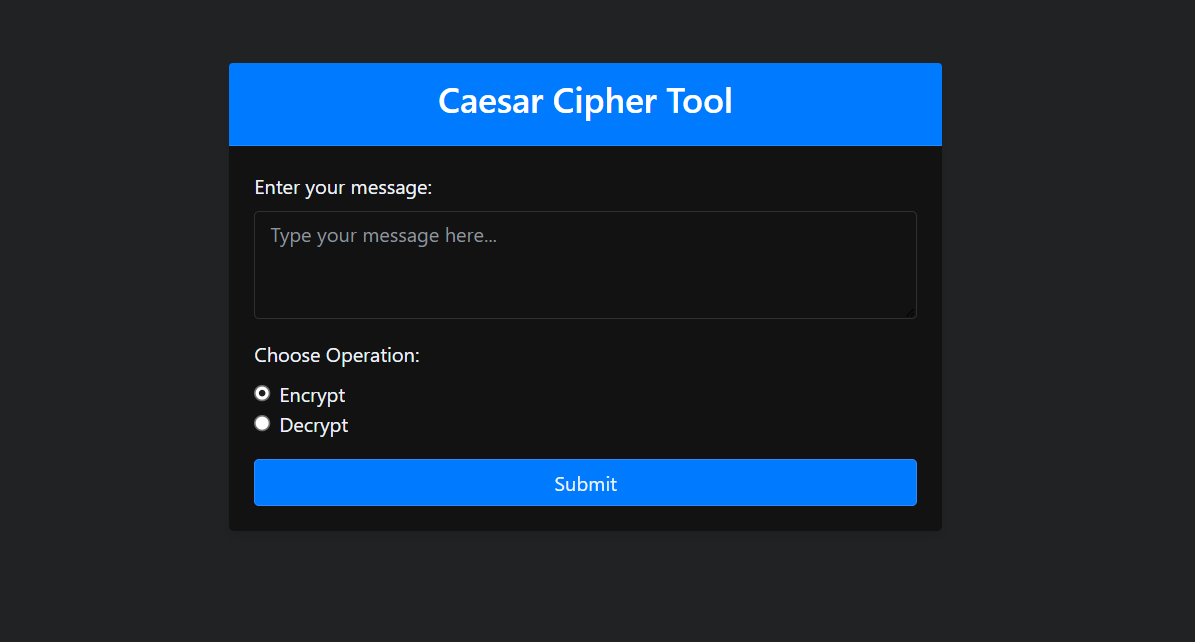 Caesar Cipher Tool
Enter your message:
Type your message here...
Choose Operation:
Encrypt
Decrypt
Submit